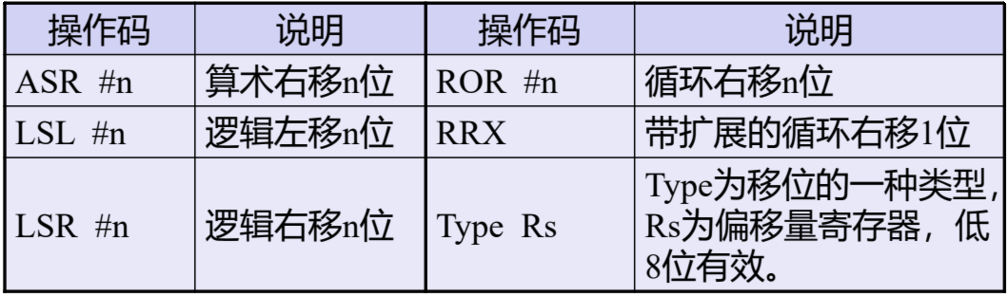 操作码 说明 操作码 说明
ASR #n 算术右移n位 ROR #n 循环右移n位
LSL #n 逻辑左移n位 RRX 带扩展的循环右移1位
LSR #n 逻辑右移n位 Type Rs Type为移位的一种类型，
Rs为偏移量寄存器，低
8位有效。